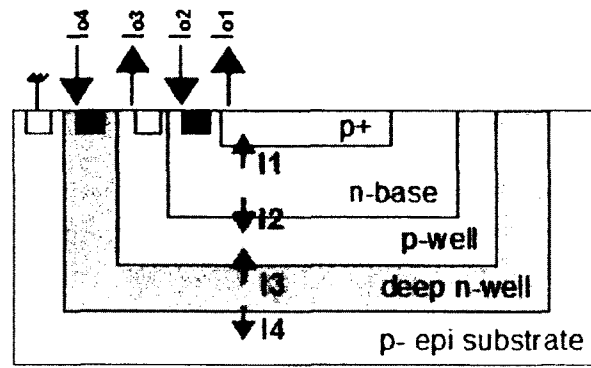 Io4 Io3 Io2 Io1
p+
I1
n-base
I2
p-well
I3
deep n-well
I4
p- epi substrate